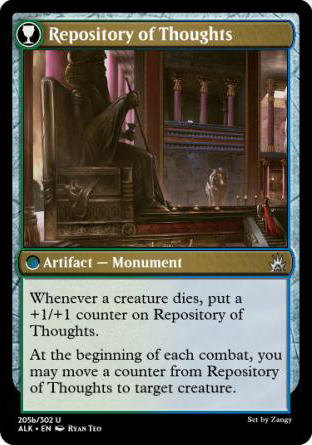 Repository of Thoughts
Artifact — Monument
Whenever a creature dies, put a
+1/+1 counter on Repository of
Thoughts.
At the beginning of each combat, you
may move a counter from Repository
of Thoughts to target creature.
205b/302 U
Set by Zangy
ALK • EN Ryan Teo